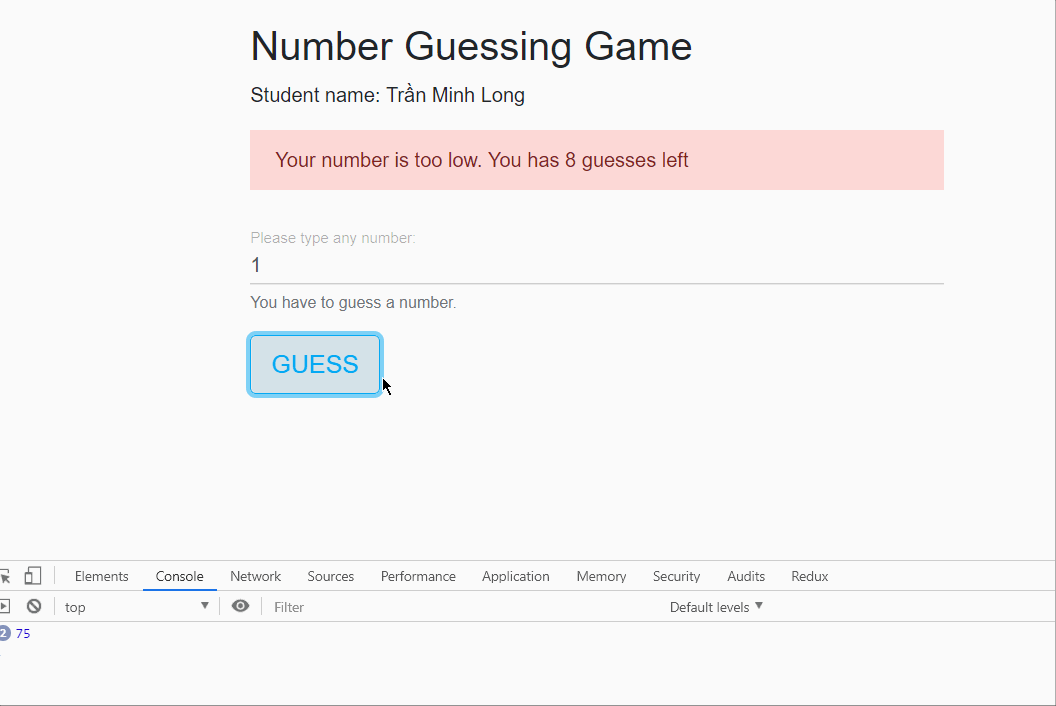 Number Guessing Game
Student name: Trần Minh Long
Your number is too low. You has 8 guesses left
Please type any number:
1
You have to guess a number.
GUESS
Elements Console Network Sources Performance Application Memory Security Audits Redux
top Filter Default levels
2 75